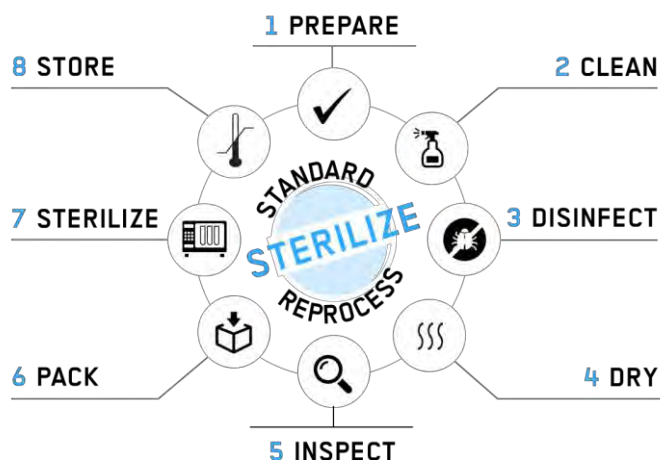 1 PREPARE
2 CLEAN
3 DISINFECT
4 DRY
5 INSPECT
6 PACK
7 STERILIZE
8 STORE
STANDARD
STERILIZE
REPROCESS